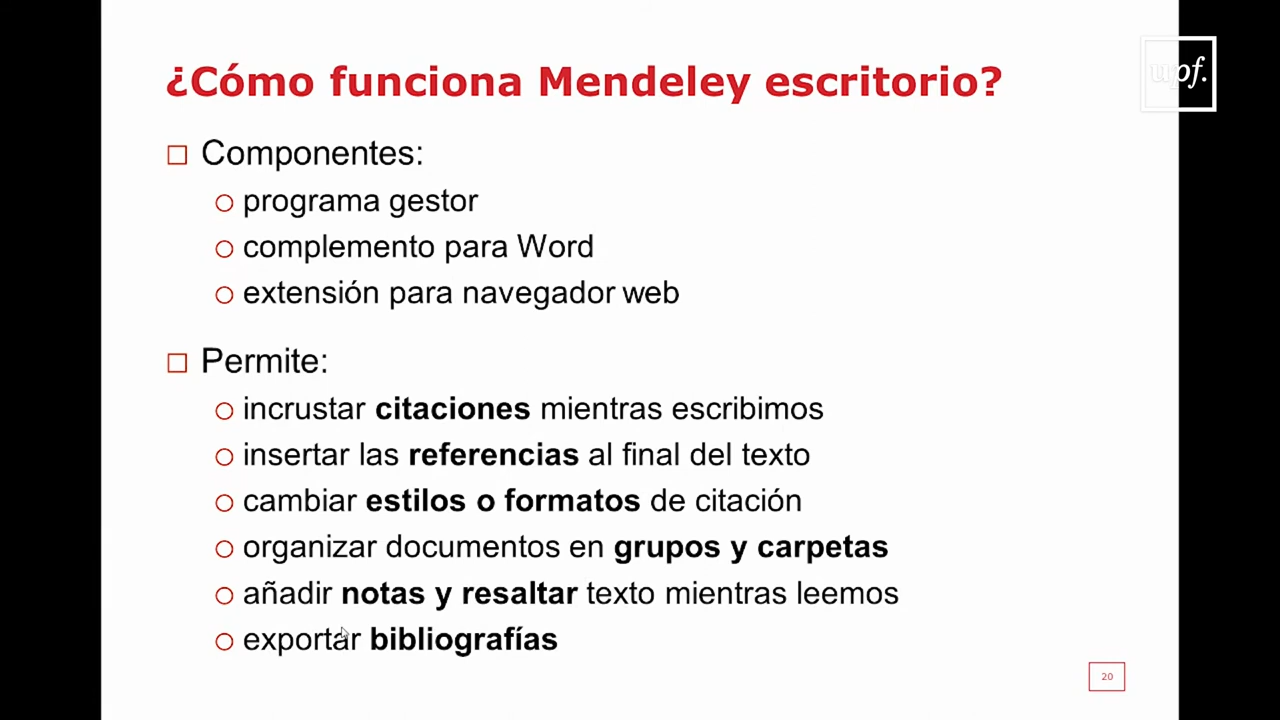 ¿Cómo funciona Mendeley escritorio?
upf.
Componentes:
programa gestor
complemento para Word
extensión para navegador web
Permite:
incrustar citaciones mientras escribimos
insertar las referencias al final del texto
cambiar estilos o formatos de citación
organizar documentos en grupos y carpetas
añadir notas y resaltar texto mientras leemos
exportar bibliografías
20